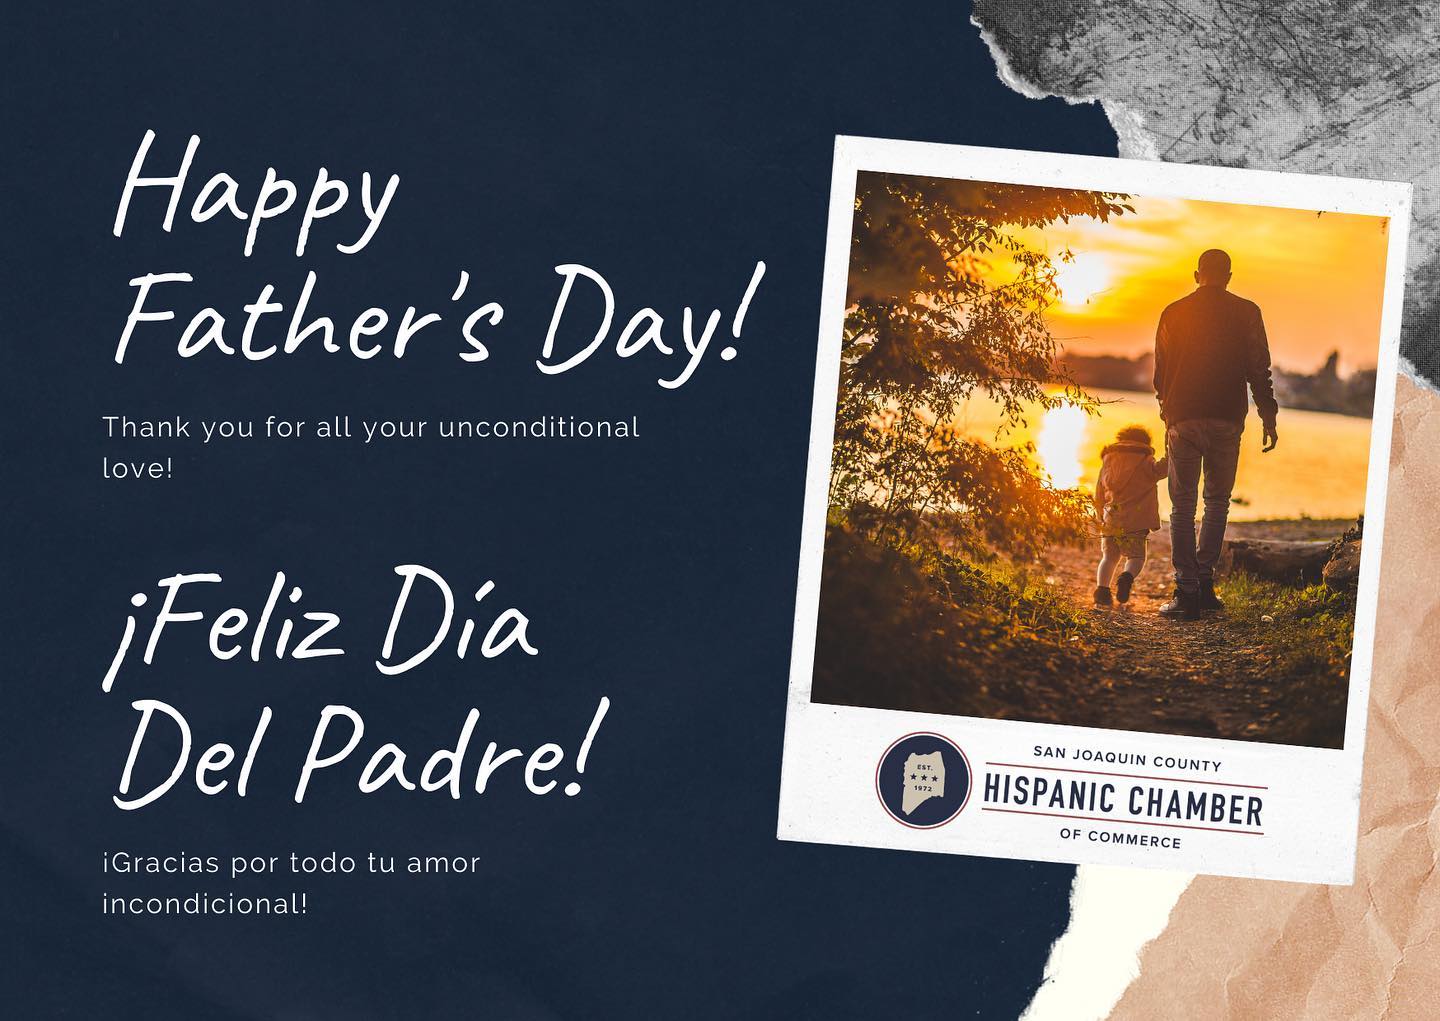 Happy
Father's Day!
Thank you for all your unconditional
love!
¡Feliz Día
Del Padre!
¡Gracias por todo tu amor
incondicional!
EST.
1972
SAN JOAQUIN COUNTY
HISPANIC CHAMBER
OF COMMERCE